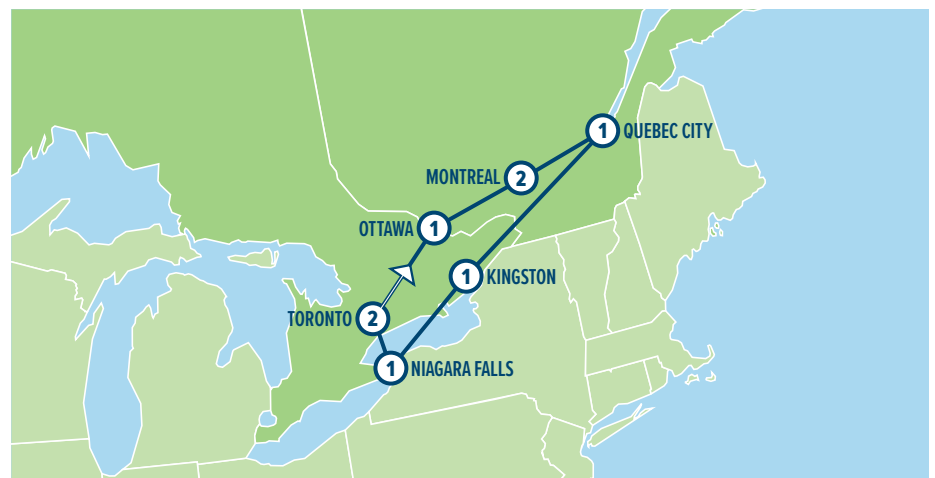 1 QUEBEC CITY
MONTREAL 2
OTTAWA 1
1 KINGSTON
TORONTO 2
1 NIAGARA FALLS